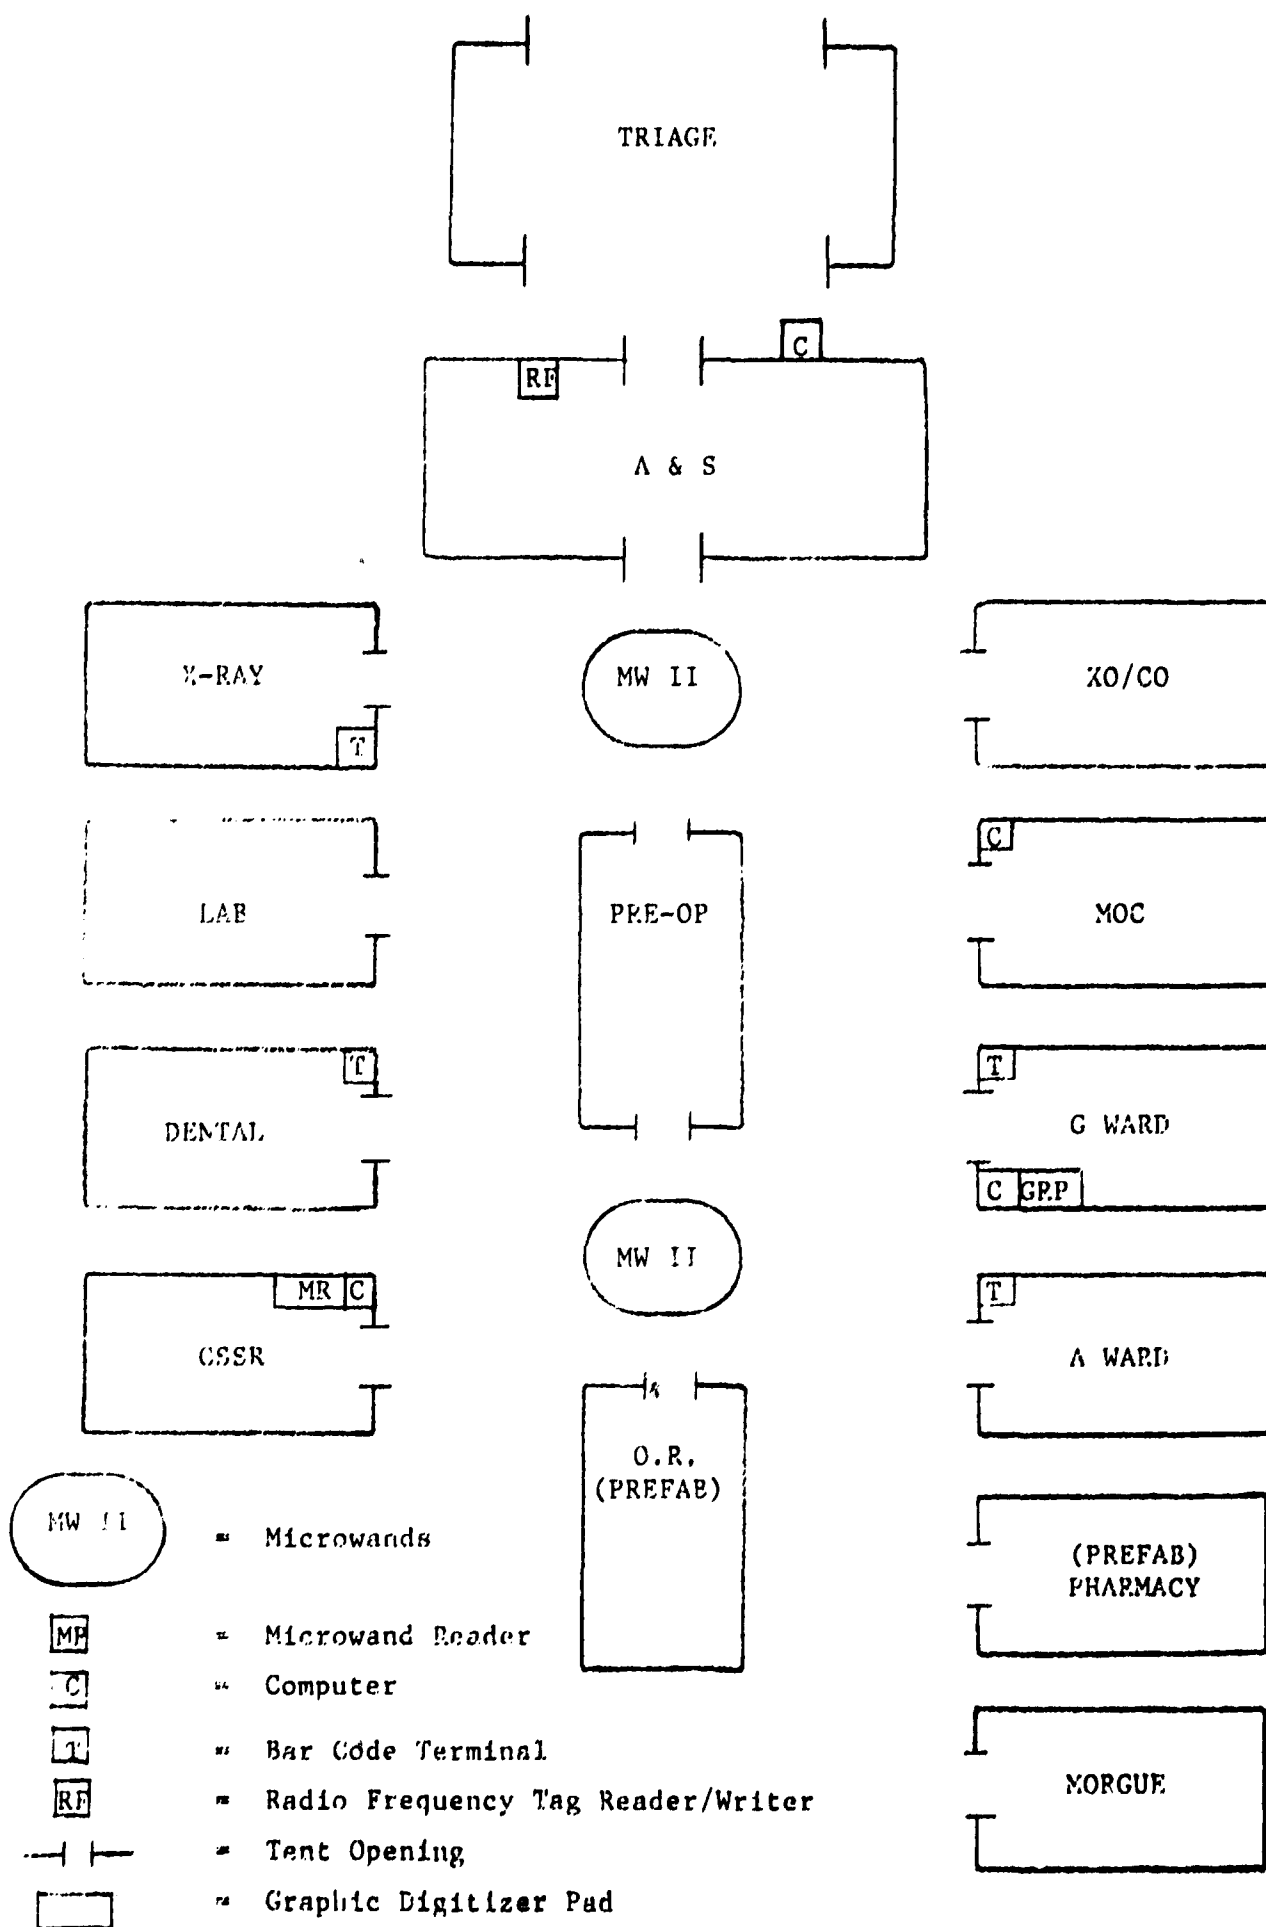 TRIAGE
C
RF
A & S
X-RAY
T
MW II
XO/CO
LAB
PRE-OP
C
MOC
T
DENTAL
T
G WARD
C GRP
MW II
MR C
CSSR
T
A WARD
O.R.
(PREFAB)
(PREFAB)
PHARMACY
MORGUE
MW II = Microwands
MR = Microwand Reader
C = Computer
T = Bar Code Terminal
RF = Radio Frequency Tag Reader/Writer
= Tent Opening
= Graphic Digitizer Pad